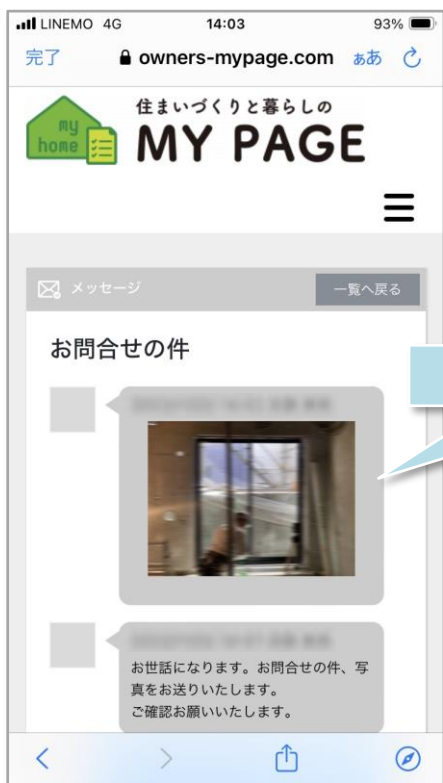 LINEMO 4G 14:03 93%
完了 owners-mypage.com ぁあ
my
home
住まいづくりと暮らしの
MY PAGE
メッセージ 一覧へ戻る
お問合せの件
お世話になります。お問合せの件、写
真をお送りいたします。
ご確認お願いいたします。